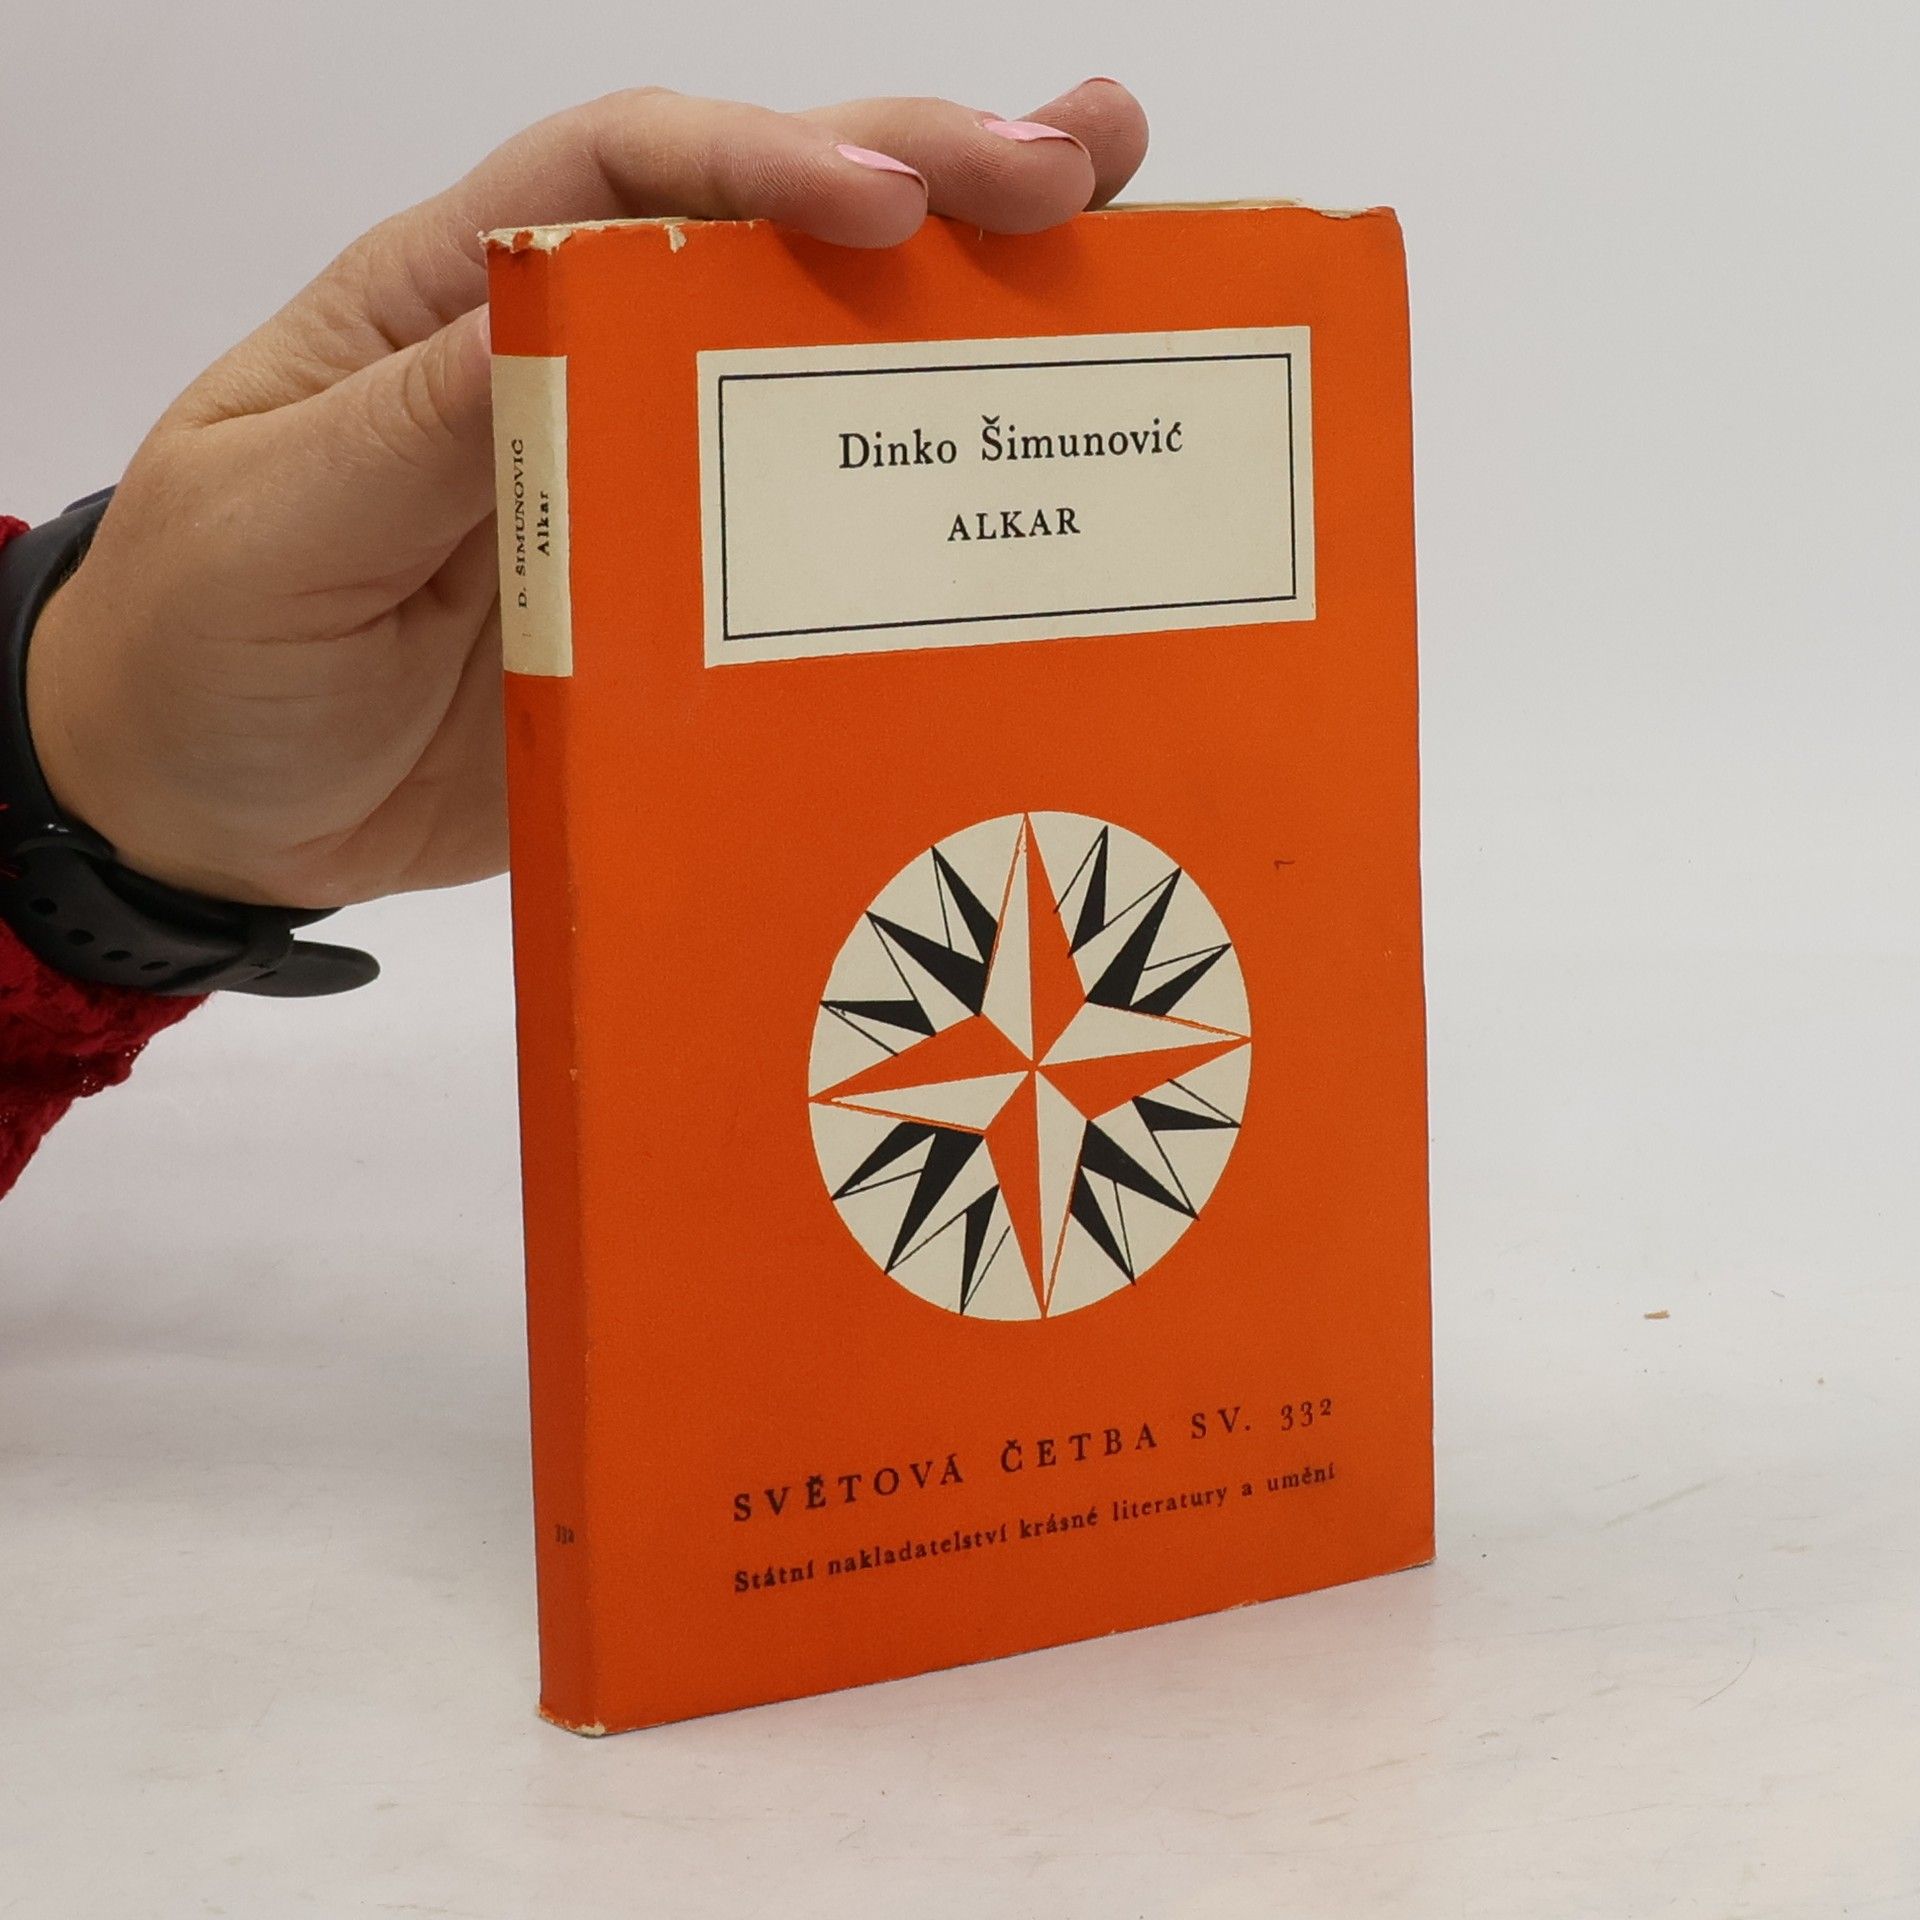 Dinko Šimunović
ALKAR
SVĚTOVÁ ČETBA SV. 332
Státní nakladatelství krásné literatury a umění
D. ŠIMUNOVIĆ
Alkar
332